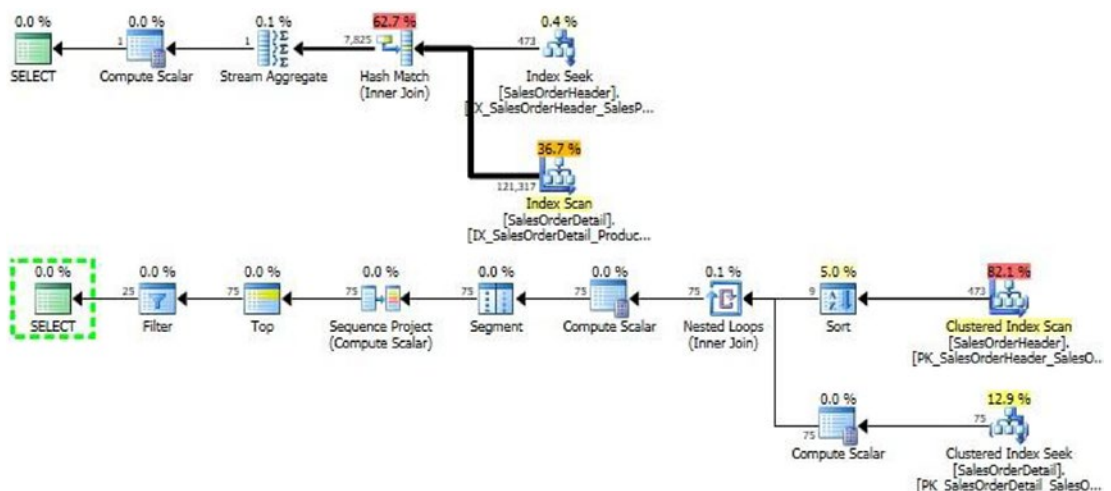 0.0 % 0.0 % 0.1 % 62.7 % 0.4 %
1 1 7,825 473
SELECT Compute Scalar Stream Aggregate Hash Match Index Seek
(Inner Join) [SalesOrderHeader].
[IX_SalesOrderHeader_SalesP...
36.7 %
121,317
Index Scan
[SalesOrderDetail].
[IX_SalesOrderDetail_Produc...
0.0 % 0.0 % 0.0 % 0.0 % 0.0 % 0.0 % 0.1 % 5.0 % 82.1 %
25 75 75 75 75 75 9 473
SELECT Filter Top Sequence Project Segment Compute Scalar Nested Loops Sort Clustered Index Scan
(Compute Scalar) (Inner Join) [SalesOrderHeader].
[PK_SalesOrderHeader_SalesO...
0.0 % 12.9 %
75 75
Compute Scalar Clustered Index Seek
[SalesOrderDetail].
[PK_SalesOrderDetail_SalesO...